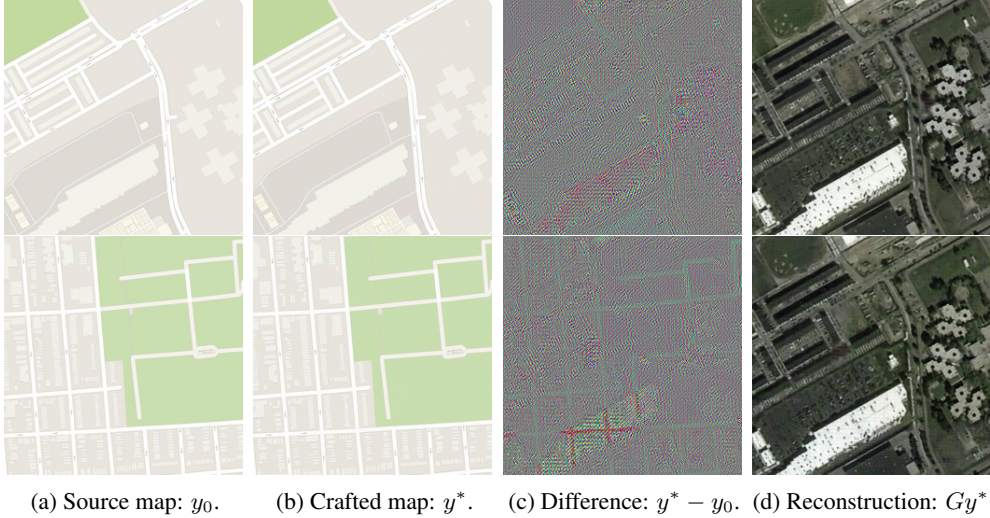 (a) Source map: y₀. (b) Crafted map: y*. (c) Difference: y* − y₀. (d) Reconstruction: Gy*